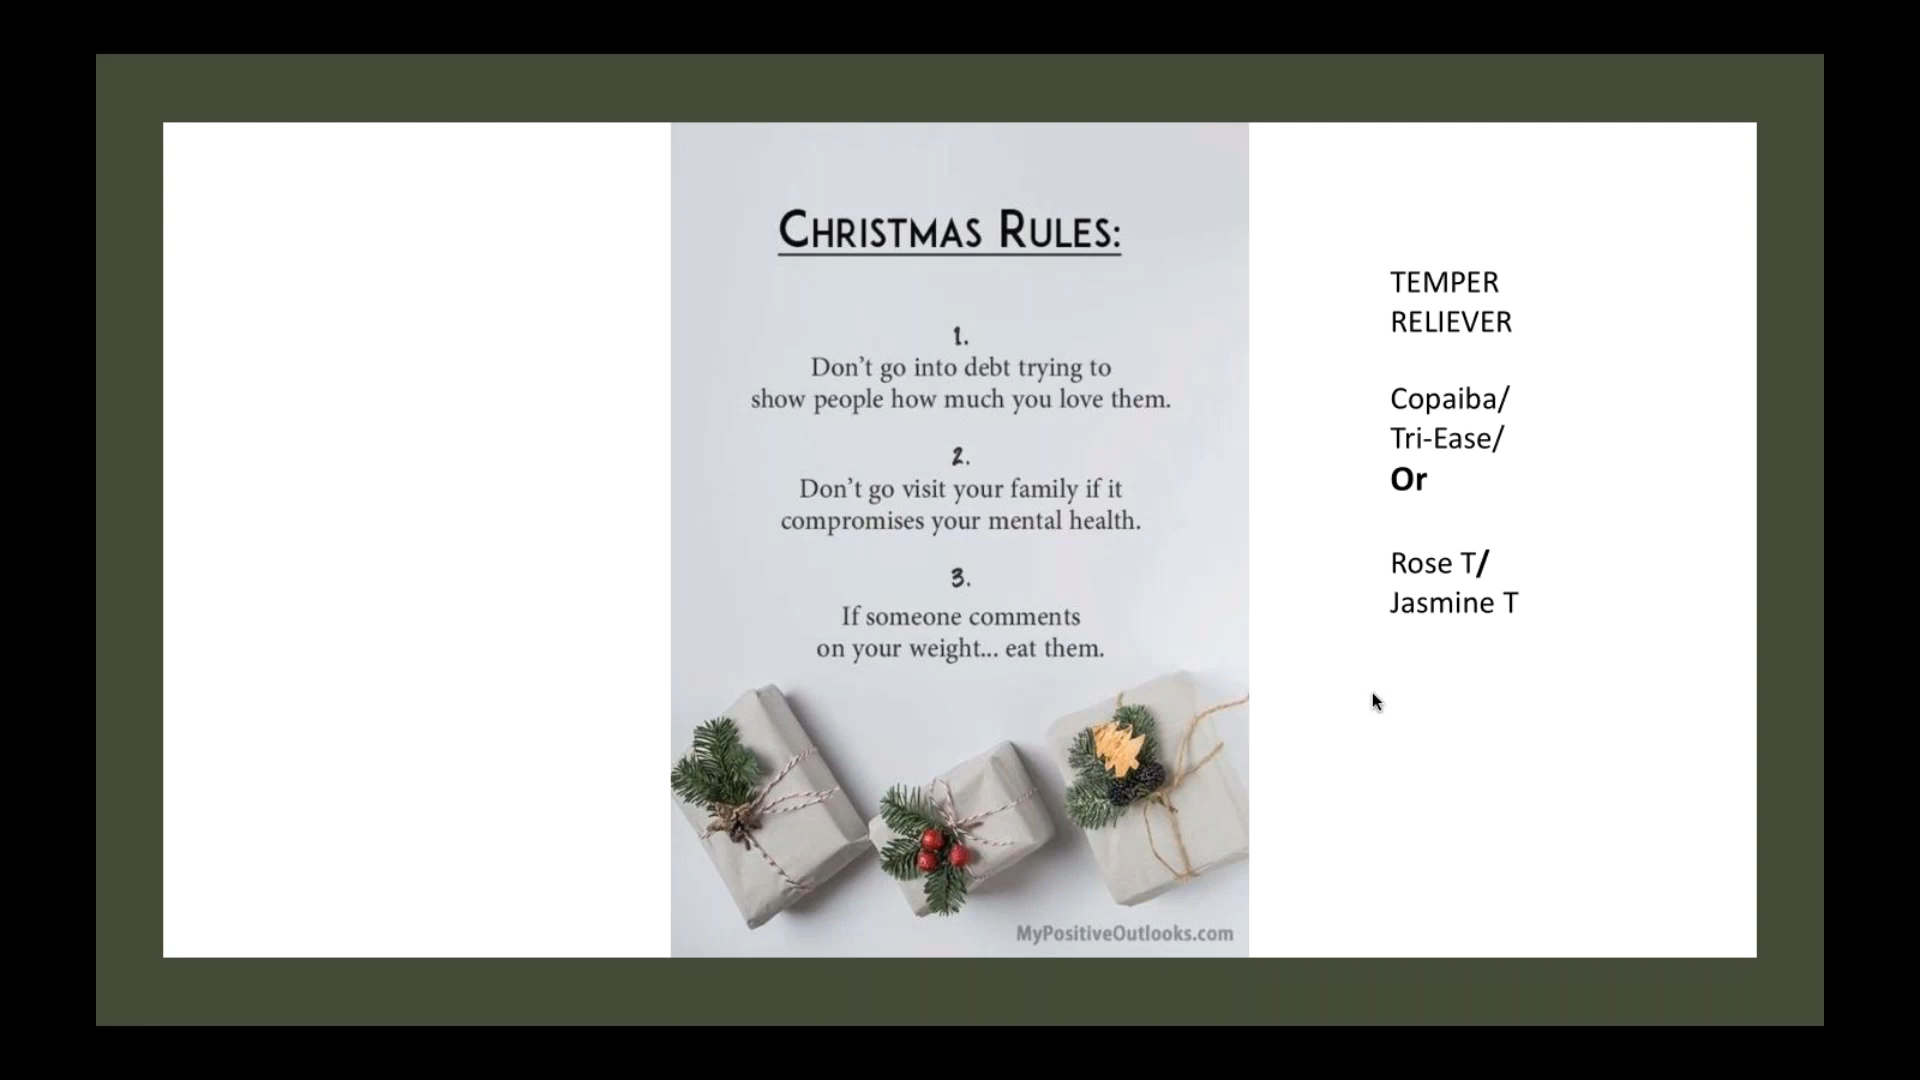 CHRISTMAS RULES:
1.
Don't go into debt trying to
show people how much you love them.
2.
Don't go visit your family if it
compromises your mental health.
3.
If someone comments
on your weight... eat them.
MyPositiveOutlooks.com
TEMPER
RELIEVER
Copaiba/
Tri-Ease/
Or
Rose T/
Jasmine T